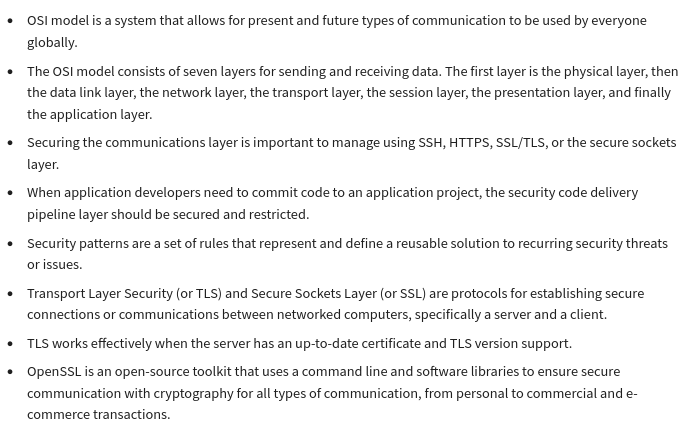 • OSI model is a system that allows for present and future types of communication to be used by everyone
globally.
• The OSI model consists of seven layers for sending and receiving data. The first layer is the physical layer, then
the data link layer, the network layer, the transport layer, the session layer, the presentation layer, and finally
the application layer.
• Securing the communications layer is important to manage using SSH, HTTPS, SSL/TLS, or the secure sockets
layer.
• When application developers need to commit code to an application project, the security code delivery
pipeline layer should be secured and restricted.
• Security patterns are a set of rules that represent and define a reusable solution to recurring security threats
or issues.
• Transport Layer Security (or TLS) and Secure Sockets Layer (or SSL) are protocols for establishing secure
connections or communications between networked computers, specifically a server and a client.
• TLS works effectively when the server has an up-to-date certificate and TLS version support.
• OpenSSL is an open-source toolkit that uses a command line and software libraries to ensure secure
communication with cryptography for all types of communication, from personal to commercial and e-
commerce transactions.